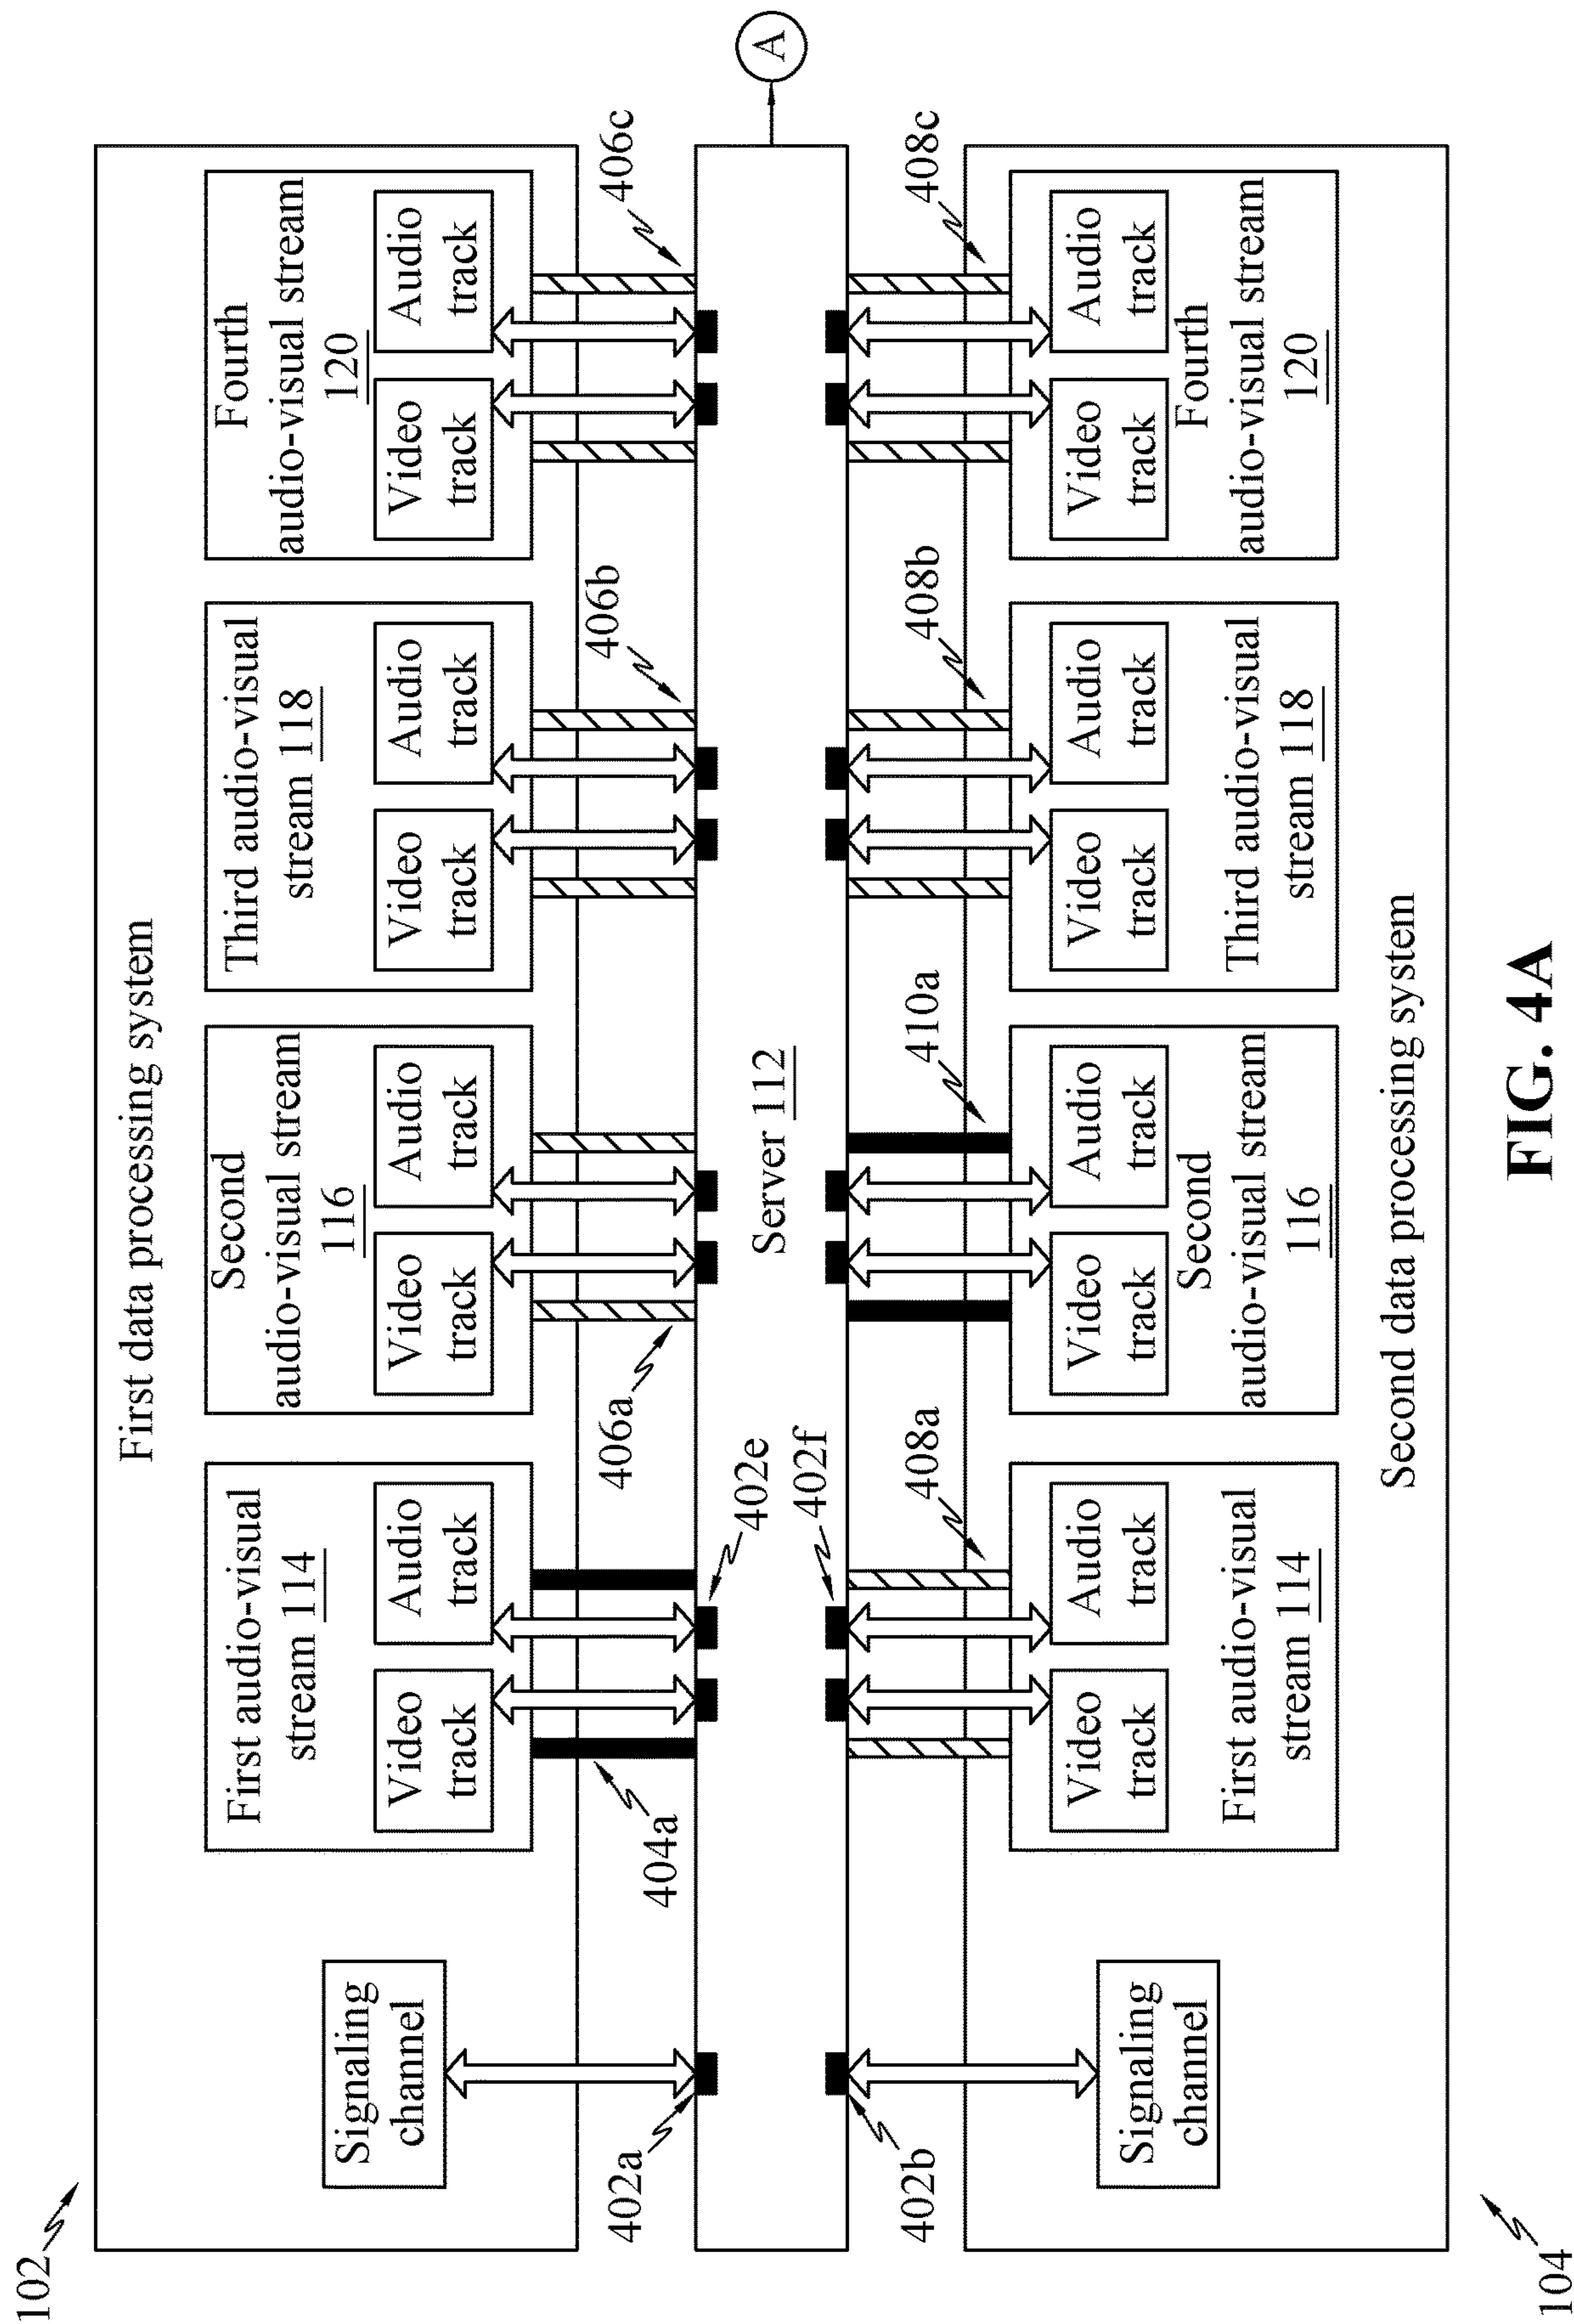 102
First data processing system
Signaling
channel
First audio-visual
stream 114
Video
track
Audio
track
Second
audio-visual stream
116
Video
track
Audio
track
Third audio-visual
stream 118
Video
track
Audio
track
Fourth
audio-visual stream
120
Video
track
Audio
track
402a
404a
406a
406b
406c
402e
Server 112
A
402f
402b
408a
410a
408b
408c
Signaling
channel
Video
track
Audio
track
First audio-visual
stream 114
Video
track
Audio
track
Second
audio-visual stream
116
Video
track
Audio
track
Third audio-visual
stream 118
Video
track
Audio
track
Fourth
audio-visual stream
120
Second data processing system
104
FIG. 4A